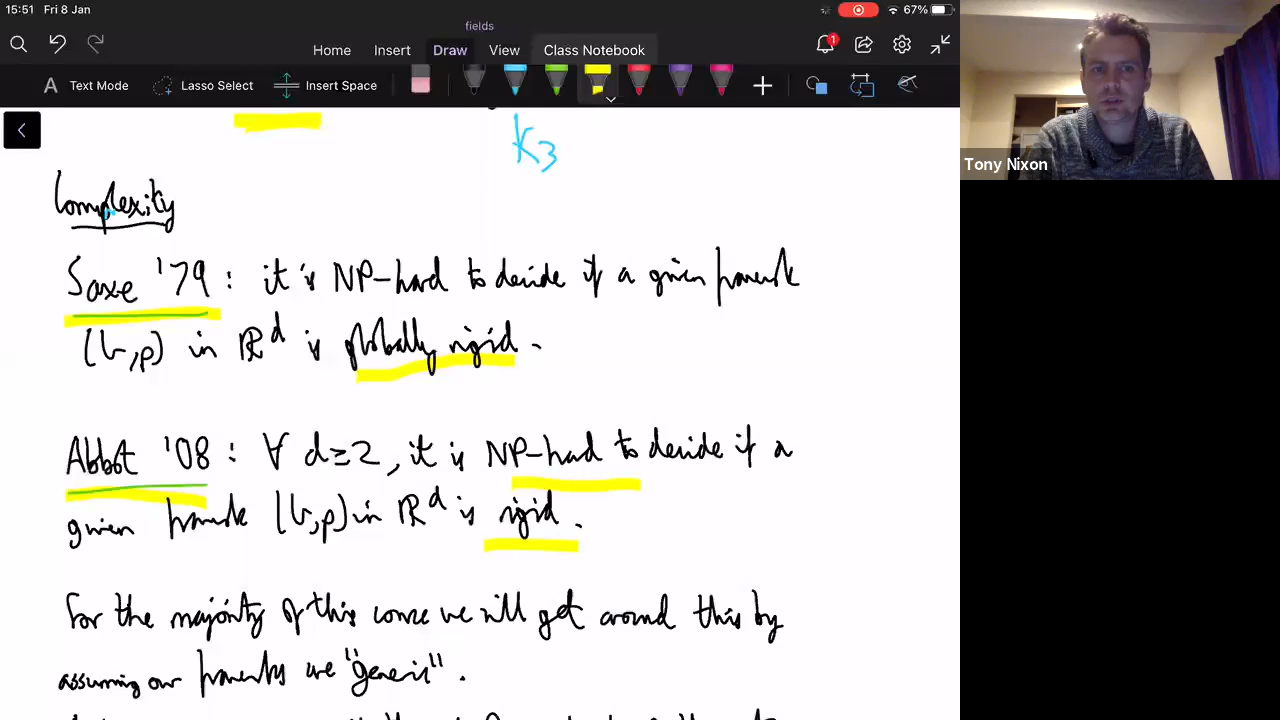 15:51 Fri 8 Jan
67%
fields
Home Insert Draw View Class Notebook
1
A Text Mode Lasso Select Insert Space
K3
Tony Nixon
Complexity
Saxe '79 : it is NP-hard to decide if a given framework
(G,p) in ℝ^d is globally rigid.
Abbot '08 : ∀ d≥2, it is NP-hard to decide if a
given framework (G,p) in ℝ^d is rigid.
For the majority of this course we will get around this by
assuming our frameworks are "generic".